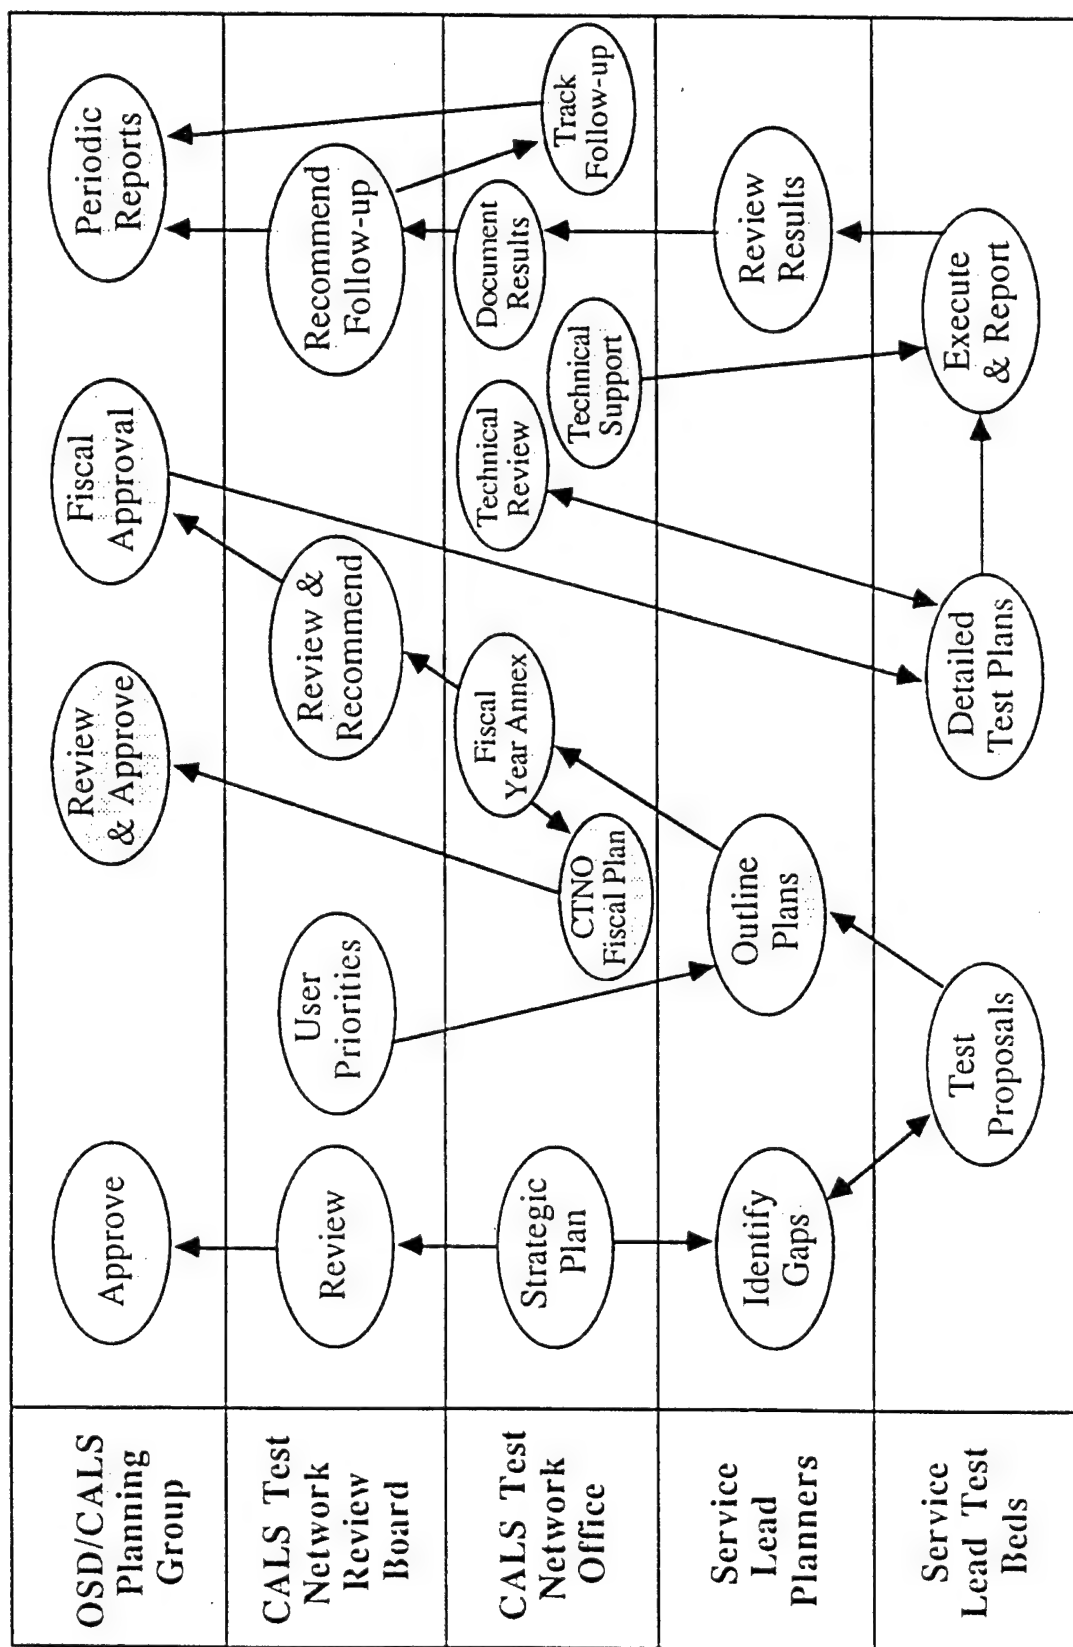 OSD/CALS
Planning
Group
Approve
Review
& Approve
Fiscal
Approval
Periodic
Reports
CALS Test
Network
Review
Board
Review
User
Priorities
Review &
Recommend
Recommend
Follow-up
CALS Test
Network
Office
Strategic
Plan
CTNO
Fiscal Plan
Fiscal
Year Annex
Technical
Review
Technical
Support
Document
Results
Track
Follow-up
Service
Lead
Planners
Identify
Gaps
Outline
Plans
Review
Results
Service
Lead Test
Beds
Test
Proposals
Detailed
Test Plans
Execute
& Report